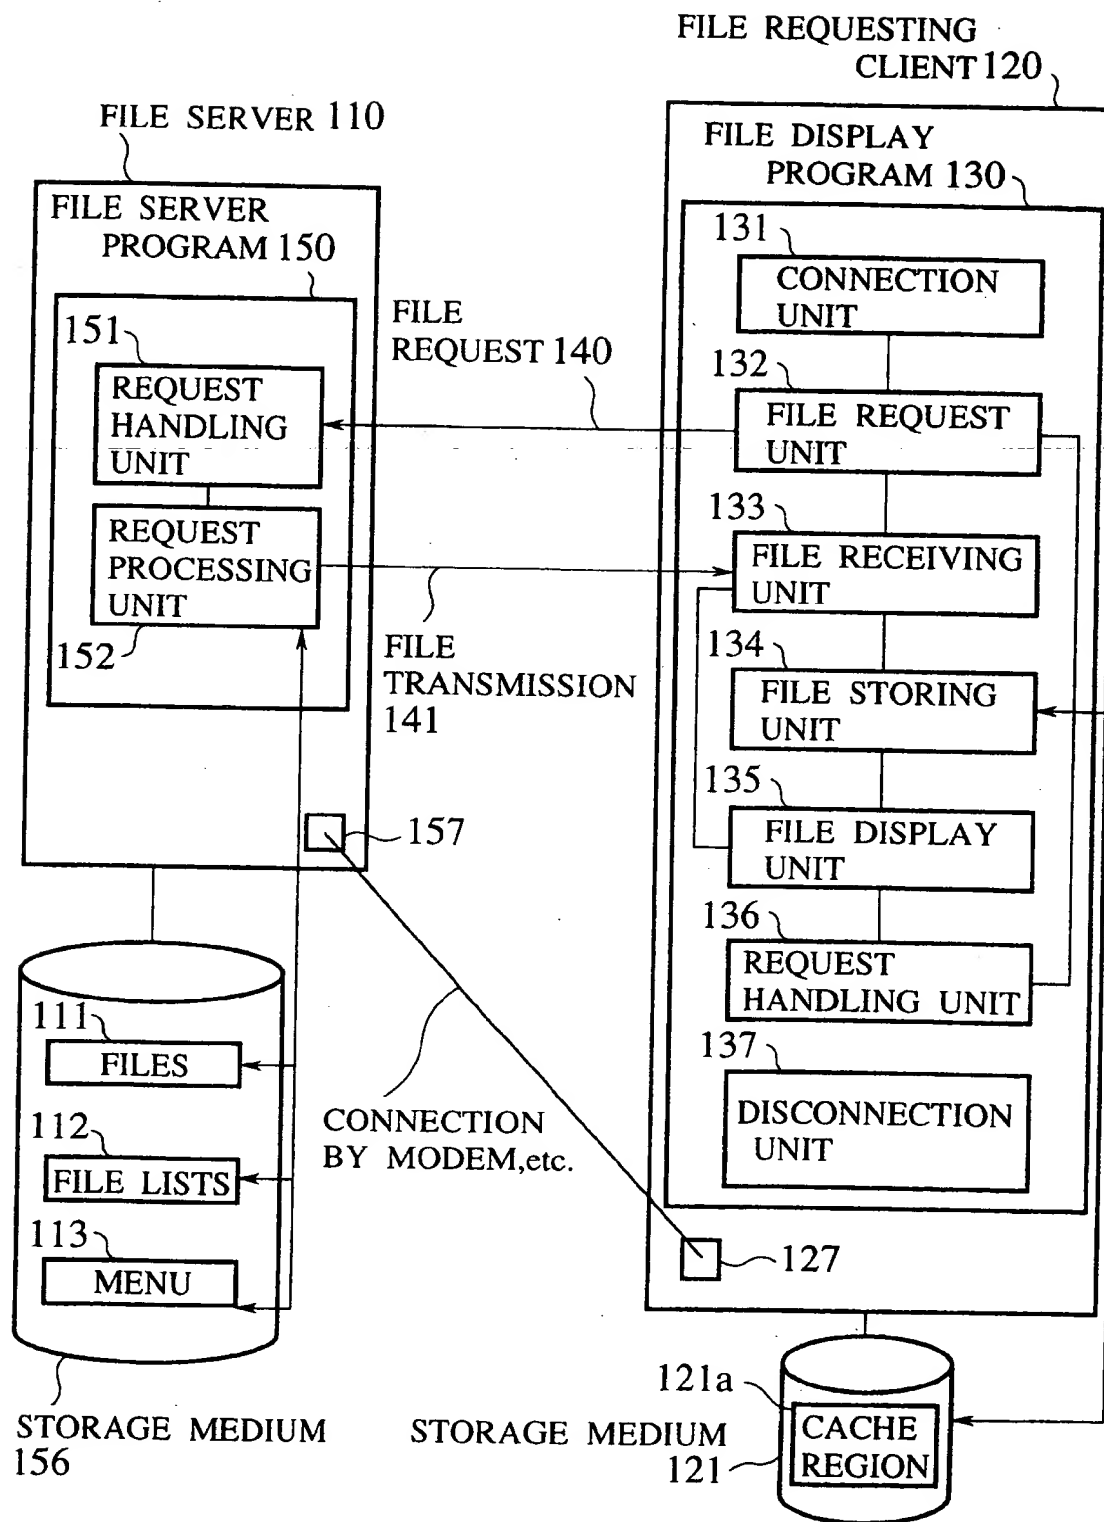 FILE REQUESTING
CLIENT 120
FILE SERVER 110
FILE DISPLAY
PROGRAM 130
FILE SERVER
PROGRAM 150
131
CONNECTION
UNIT
151
REQUEST
HANDLING
UNIT
FILE
REQUEST 140
132
FILE REQUEST
UNIT
REQUEST
PROCESSING
UNIT
152
133
FILE RECEIVING
UNIT
FILE
TRANSMISSION
141
134
FILE STORING
UNIT
135
FILE DISPLAY
UNIT
157
136
REQUEST
HANDLING UNIT
111
FILES
112
FILE LISTS
113
MENU
CONNECTION
BY MODEM,etc.
137
DISCONNECTION
UNIT
127
STORAGE MEDIUM
156
121a
CACHE
REGION
STORAGE MEDIUM
121